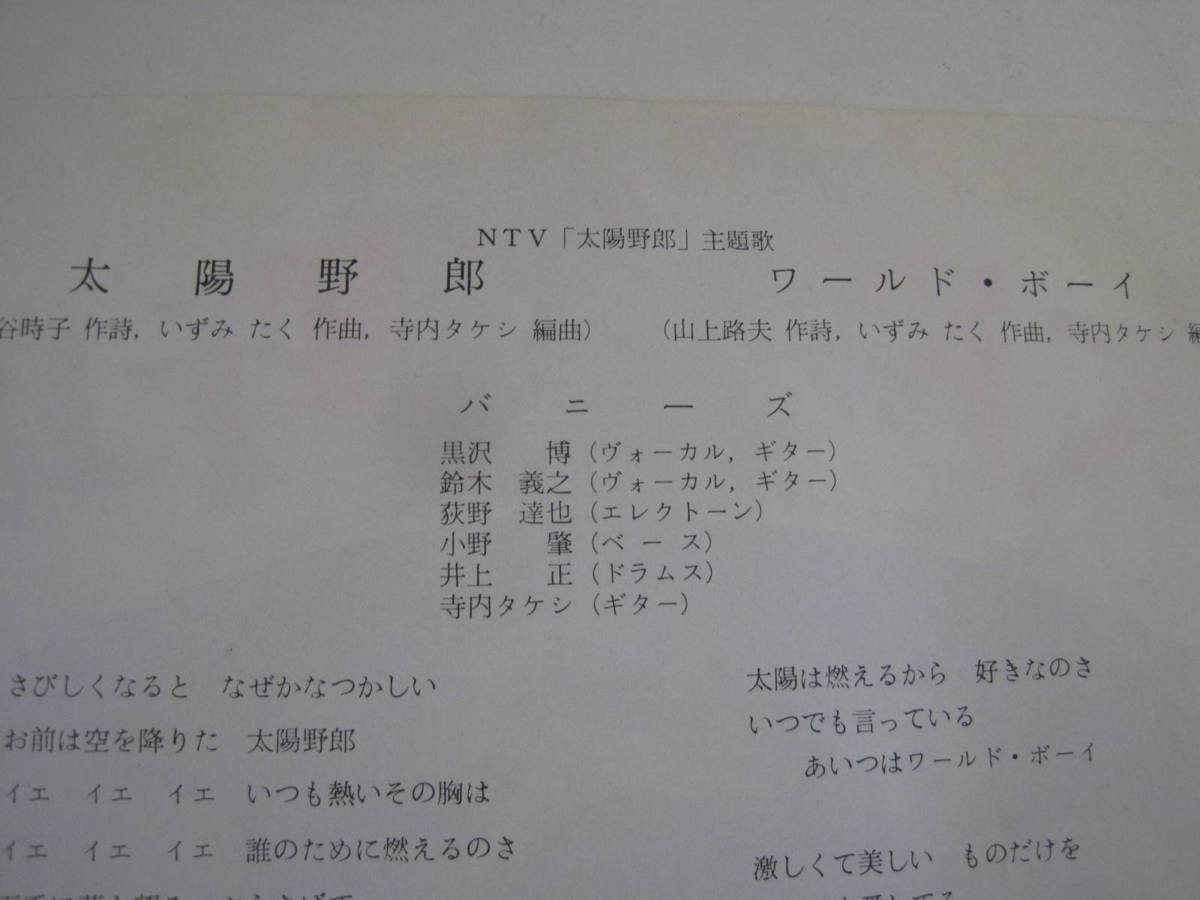 NTV「太陽野郎」主題歌
太陽野郎
谷時子 作詩, いずみ たく 作曲, 寺内タケシ 編曲)
ワールド・ボーイ
(山上路夫 作詩, いずみ たく 作曲, 寺内タケシ 編
バニーズ
黒沢 博 (ヴォーカル, ギター)
鈴木 義之 (ヴォーカル, ギター)
荻野 達也 (エレクトーン)
小野 肇 (ベース)
井上 正 (ドラムス)
寺内タケシ (ギター)
さびしくなると なぜかなつかしい
お前は空を降りた 太陽野郎
イエ イエ イエ いつも熱いその胸は
イエ イエ イエ 誰のために燃えるのさ
太陽は燃えるから 好きなのさ
いつでも言っている
あいつはワールド・ボーイ
激しくて美しい ものだけを